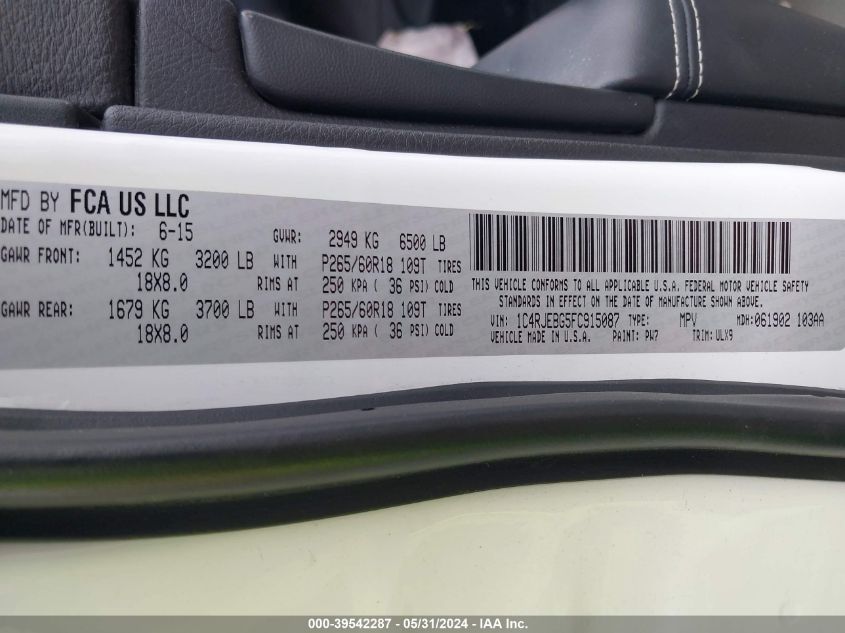 MFD BY FCA US LLC
DATE OF MFR(BUILT): 6-15 GVWR: 2949 KG 6500 LB
GAWR FRONT: 1452 KG 3200 LB WITH P265/60R18 109T TIRES
18X8.0 RIMS AT 250 KPA ( 36 PSI) COLD
GAWR REAR: 1679 KG 3700 LB WITH P265/60R18 109T TIRES
18X8.0 RIMS AT 250 KPA ( 36 PSI) COLD
THIS VEHICLE CONFORMS TO ALL APPLICABLE U.S.A. FEDERAL MOTOR VEHICLE SAFETY
STANDARDS IN EFFECT ON THE DATE OF MANUFACTURE SHOWN ABOVE.
VIN: 1C4RJEBG5FC915087 TYPE: MPV MDH:061902 103AA
VEHICLE MADE IN U.S.A. PAINT: PW7 TRIM:ULX9
000-39542287 - 05/31/2024 - IAA Inc.